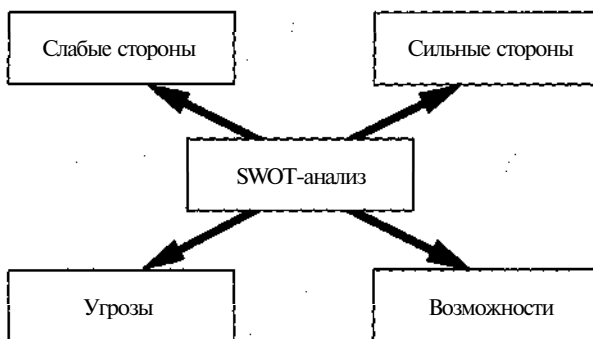 Слабые стороны
Сильные стороны
SWOT-анализ
Угрозы
Возможности